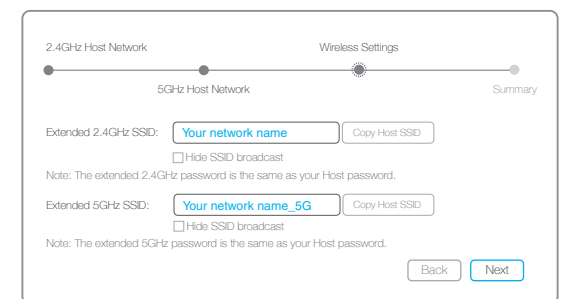 2.4GHz Host Network Wireless Settings
5GHz Host Network Summary
Extended 2.4GHz SSID: Your network name Copy Host SSID
Hide SSID broadcast
Note: The extended 2.4GHz password is the same as your Host password.
Extended 5GHz SSID: Your network name_5G Copy Host SSID
Hide SSID broadcast
Note: The extended 5GHz password is the same as your Host password.
Back Next